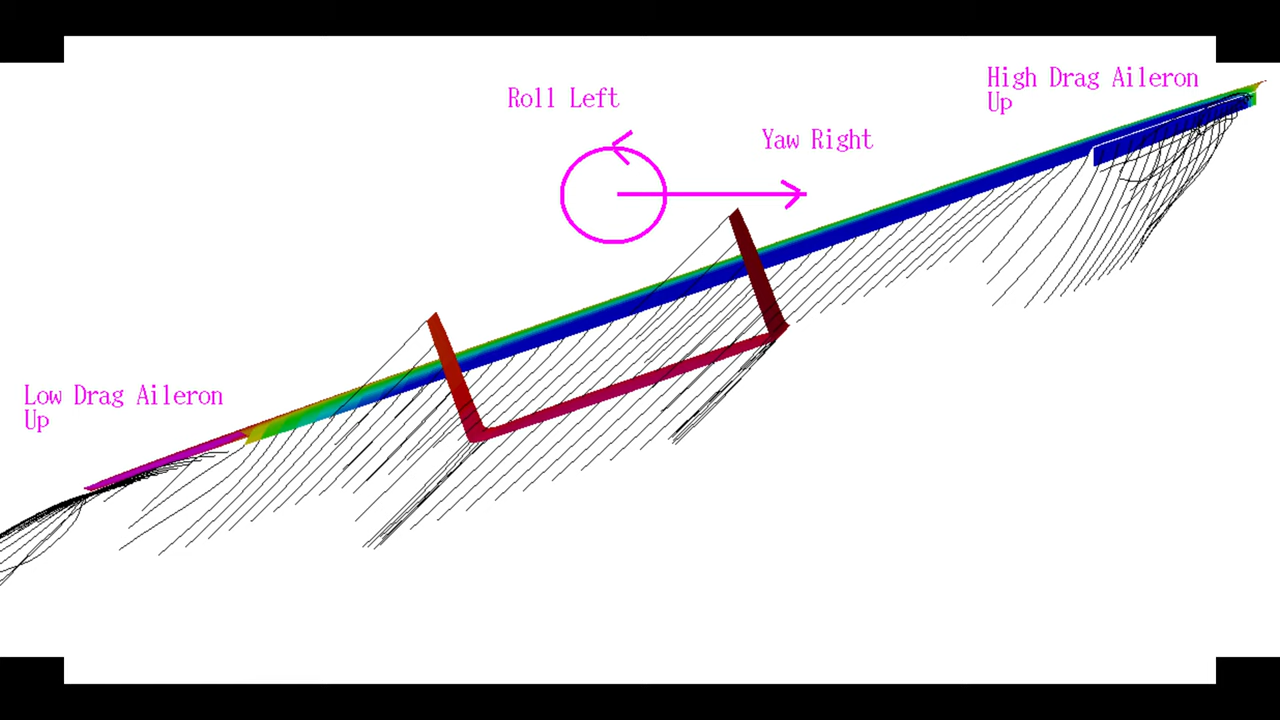 High Drag Aileron
Up
Roll Left
Yaw Right
Low Drag Aileron
Up